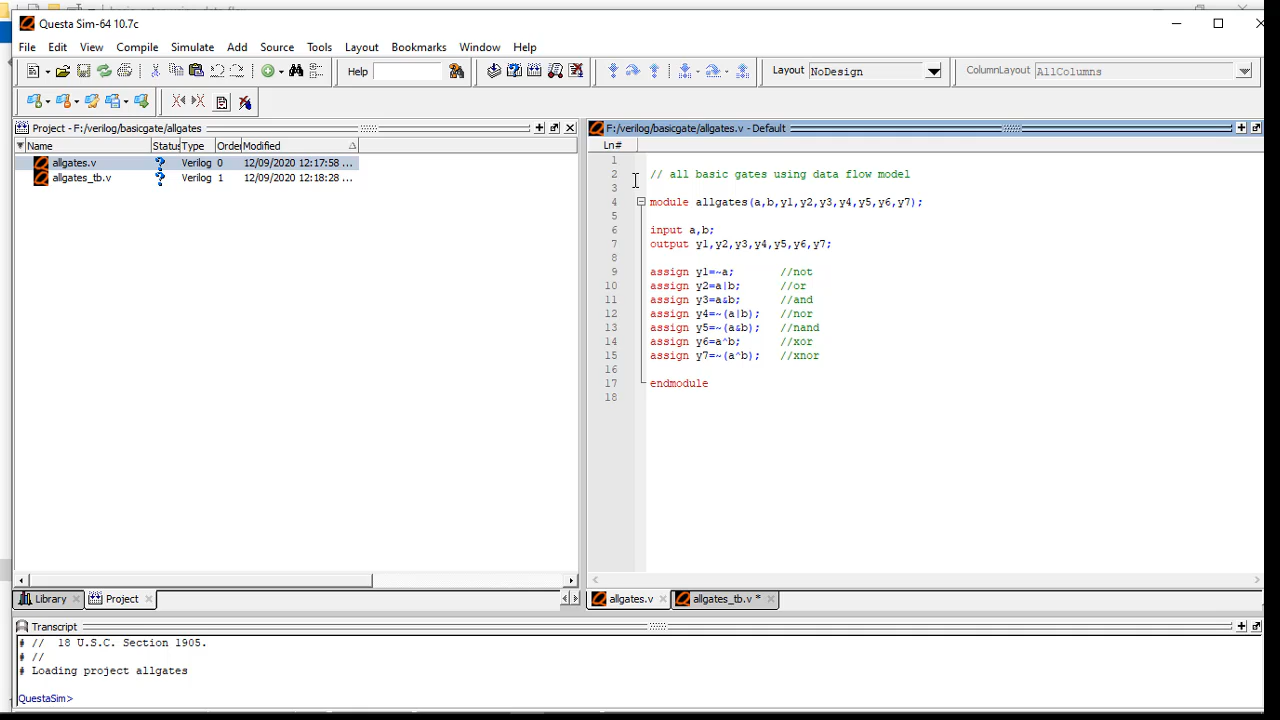 Questa Sim-64 10.7c
File Edit View Compile Simulate Add Source Tools Layout Bookmarks Window Help
Help Layout NoDesign ColumnLayout AllColumns
Project - F:/verilog/basicgate/allgates
Name Status Type Order Modified
allgates.v Verilog 0 12/09/2020 12:17:58 ...
allgates_tb.v Verilog 1 12/09/2020 12:18:28 ...
Library Project
F:/verilog/basicgate/allgates.v - Default
Ln#
1
2 // all basic gates using data flow model
3
4 module allgates(a,b,y1,y2,y3,y4,y5,y6,y7);
5
6 input a,b;
7 output y1,y2,y3,y4,y5,y6,y7;
8
9 assign y1=~a; //not
10 assign y2=a|b; //or
11 assign y3=a&b; //and
12 assign y4=~(a|b); //nor
13 assign y5=~(a&b); //nand
14 assign y6=a^b; //xor
15 assign y7=~(a^b); //xnor
16
17 endmodule
18
allgates.v allgates_tb.v *
Transcript
# // 18 U.S.C. Section 1905.
# //
# Loading project allgates
QuestaSim>